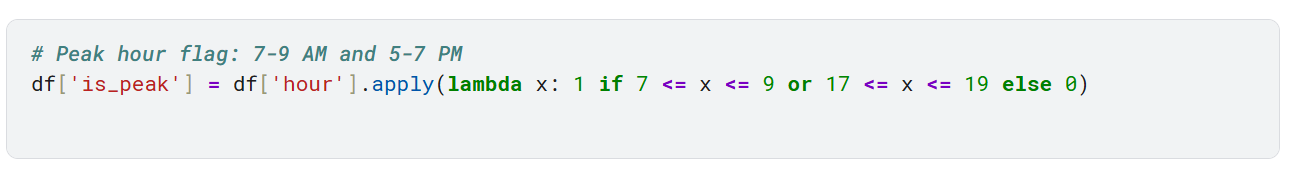 # Peak hour flag: 7-9 AM and 5-7 PM
df['is_peak'] = df['hour'].apply(lambda x: 1 if 7 <= x <= 9 or 17 <= x <= 19 else 0)